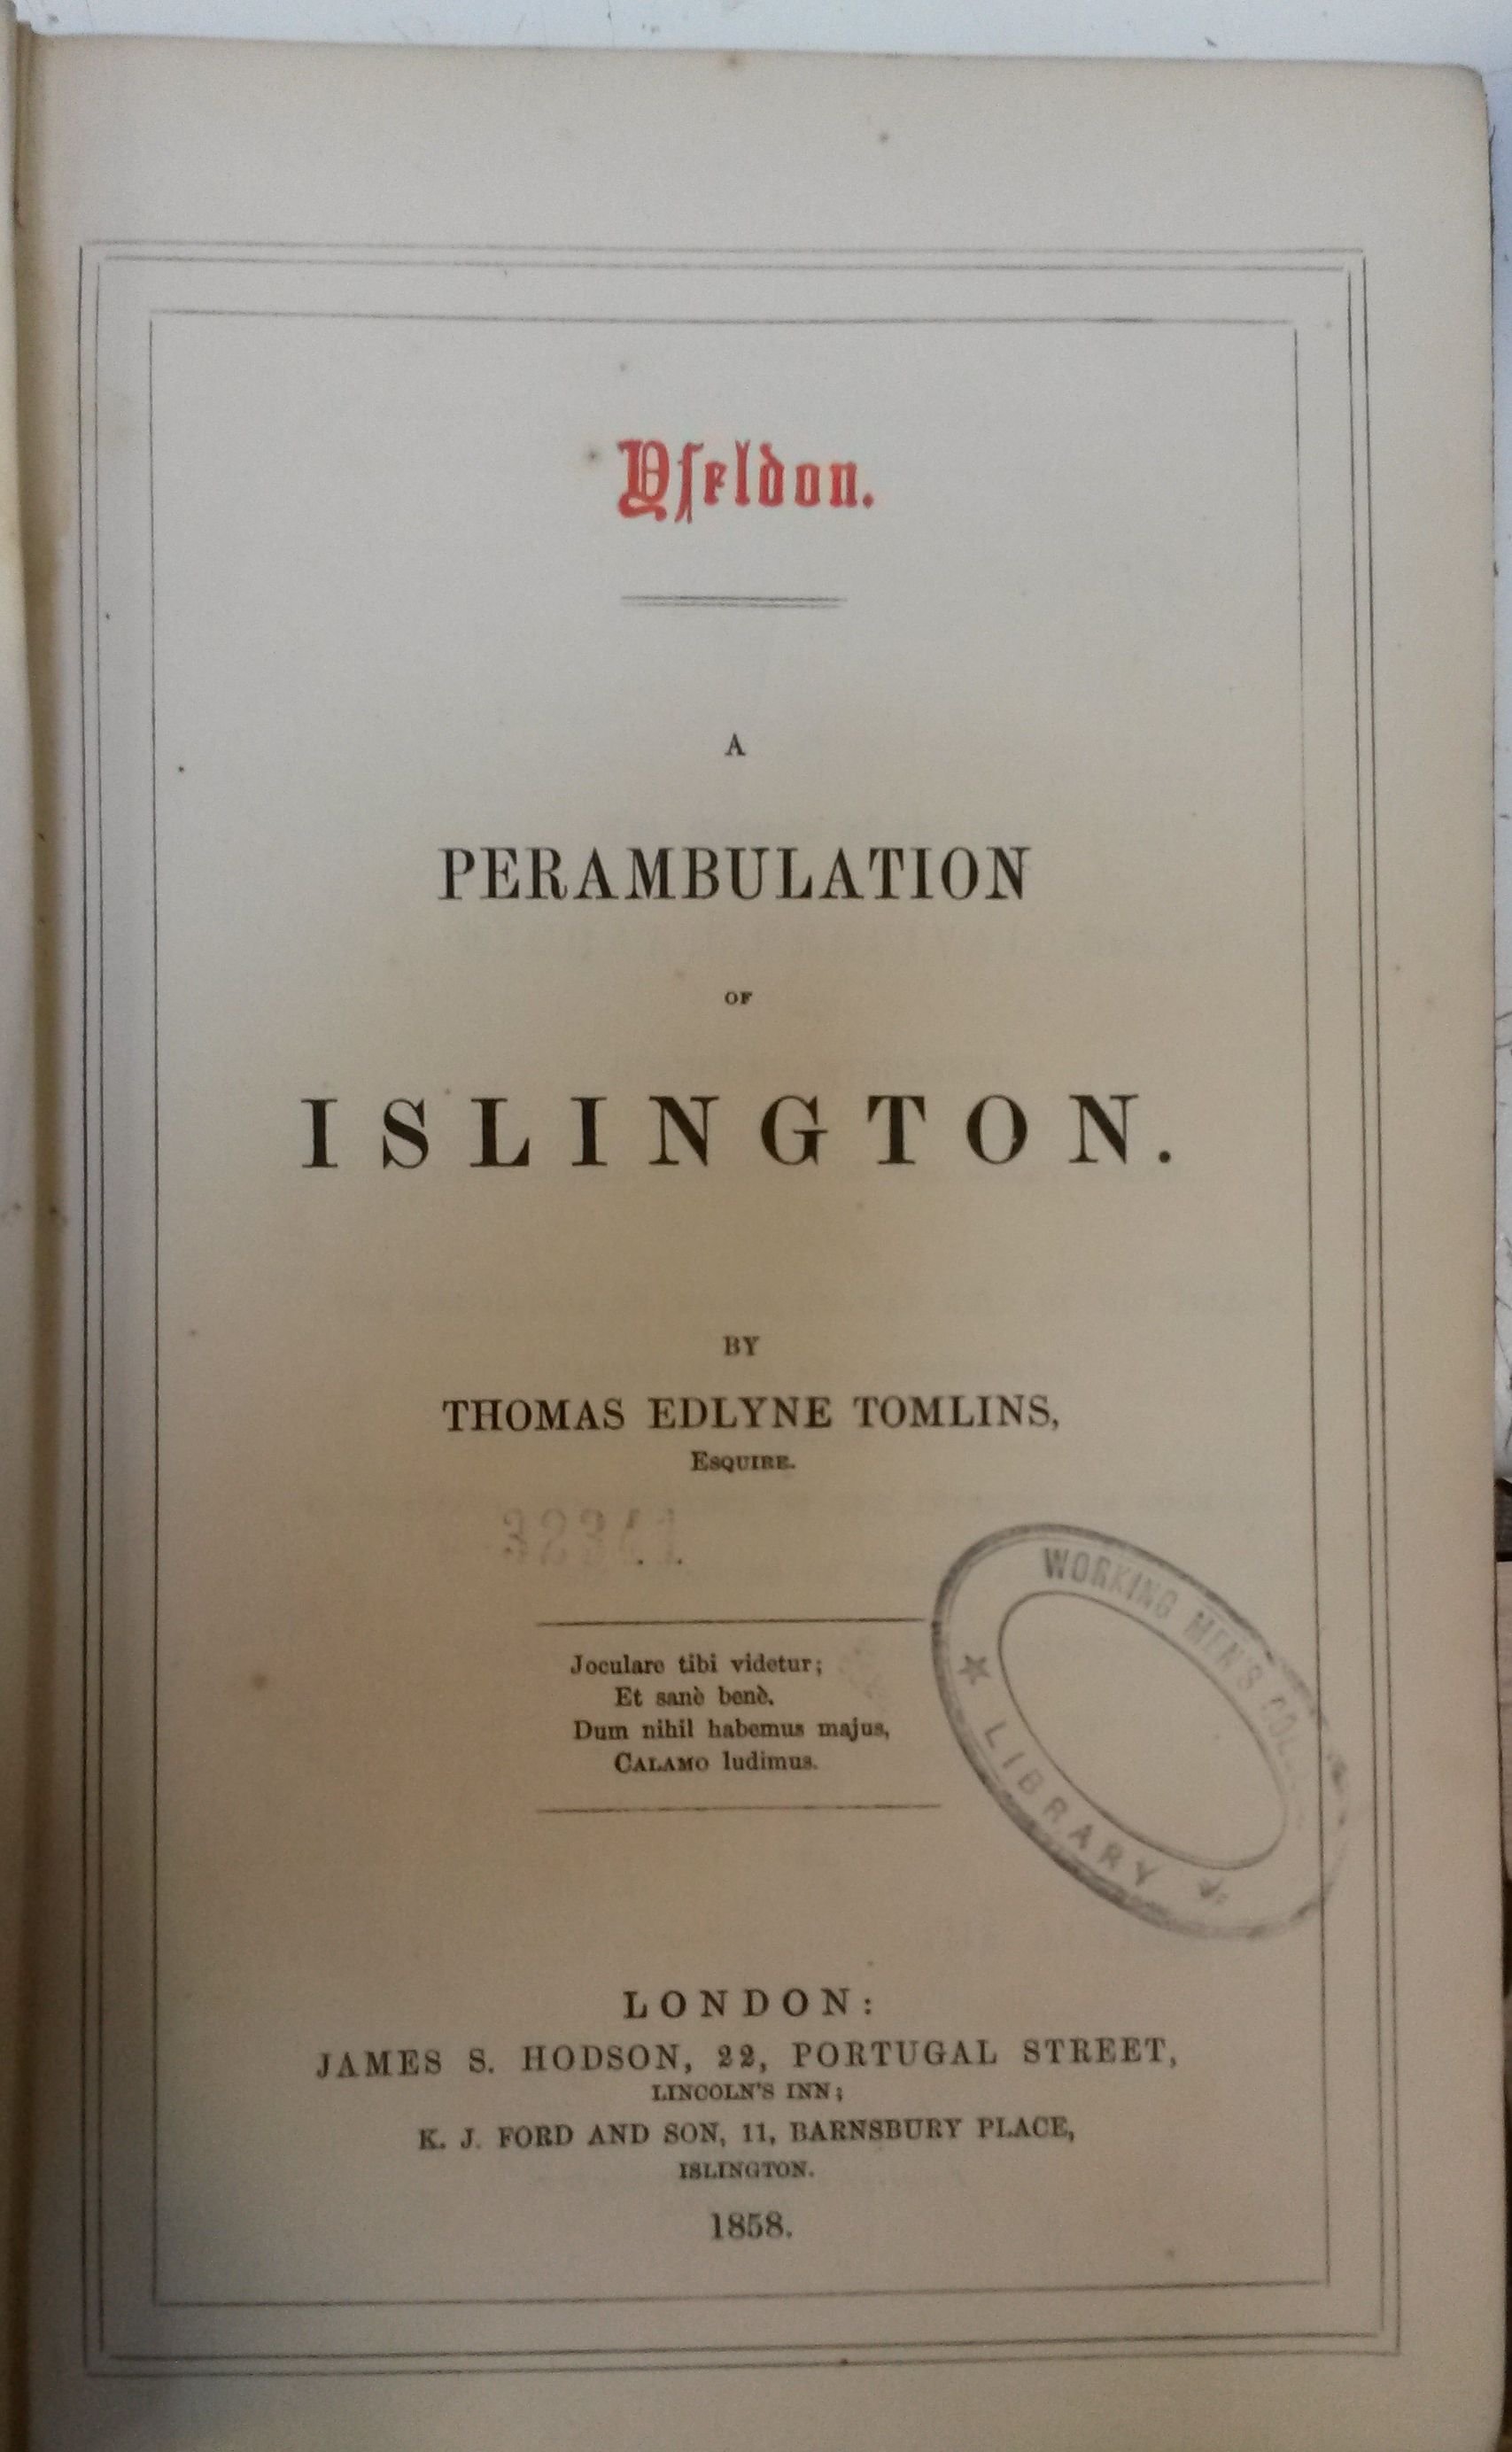 Yſeldon.
A
PERAMBULATION
OF
ISLINGTON.
BY
THOMAS EDLYNE TOMLINS,
ESQUIRE.
Joculare tibi videtur;
Et sanè benè,
Dum nihil habemus majus,
CALAMO ludimus.
WORKING MEN'S
LIBRARY
LONDON:
JAMES S. HODSON, 22, PORTUGAL STREET,
LINCOLN'S INN;
K. J. FORD AND SON, 11, BARNSBURY PLACE,
ISLINGTON.
1858.